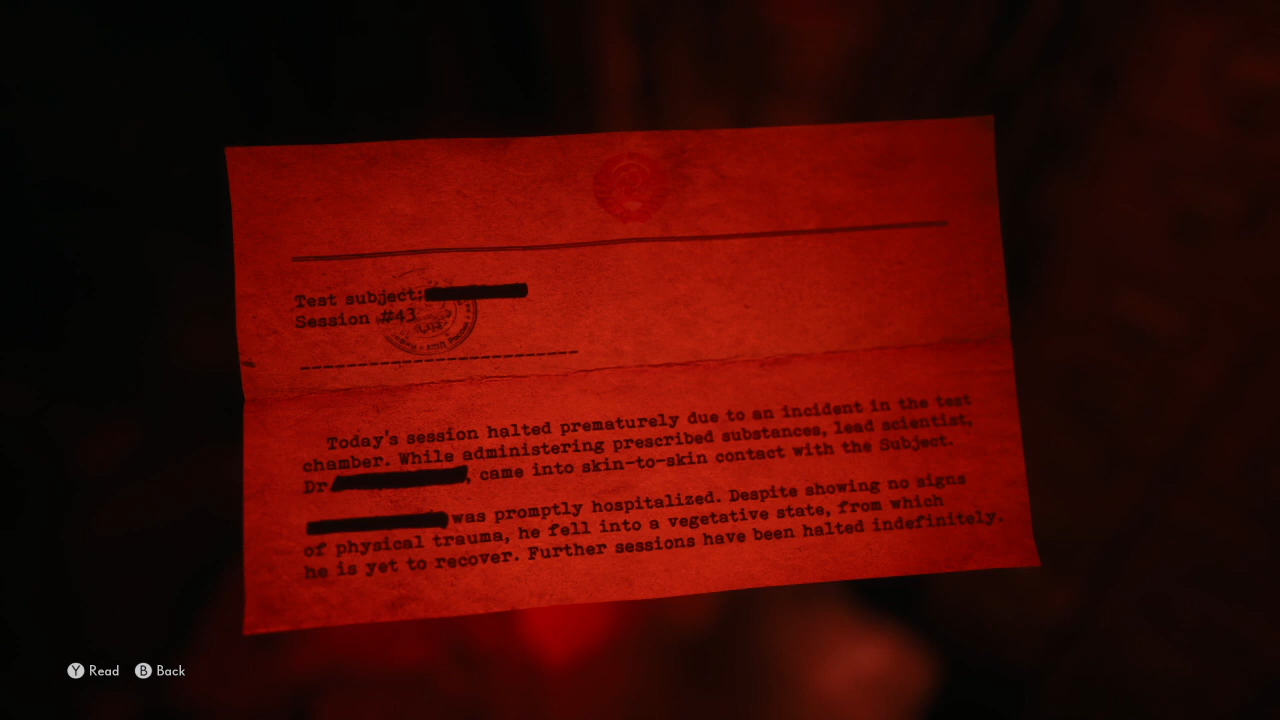 Test subject:
Session #43
Today's session halted prematurely due to an incident in the test
chamber. While administering prescribed substances, lead scientist,
Dr , came into skin-to-skin contact with the Subject.
was promptly hospitalized. Despite showing no signs
of physical trauma, he fell into a vegetative state, from which
he is yet to recover. Further sessions have been halted indefinitely.
Y Read B Back